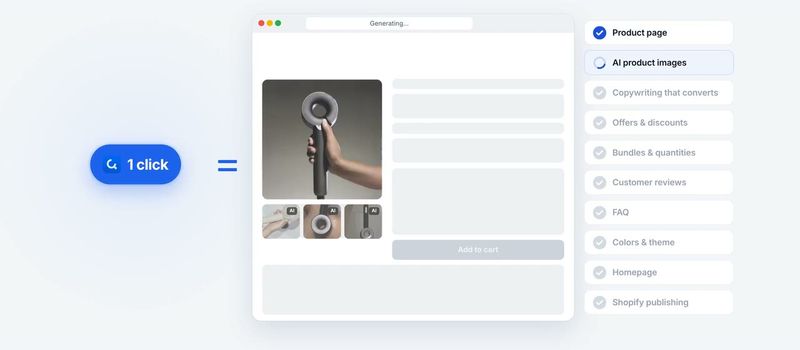 1 click
=
Generating...
AI
AI
AI
Add to cart
Product page
AI product images
Copywriting that converts
Offers & discounts
Bundles & quantities
Customer reviews
FAQ
Colors & theme
Homepage
Shopify publishing